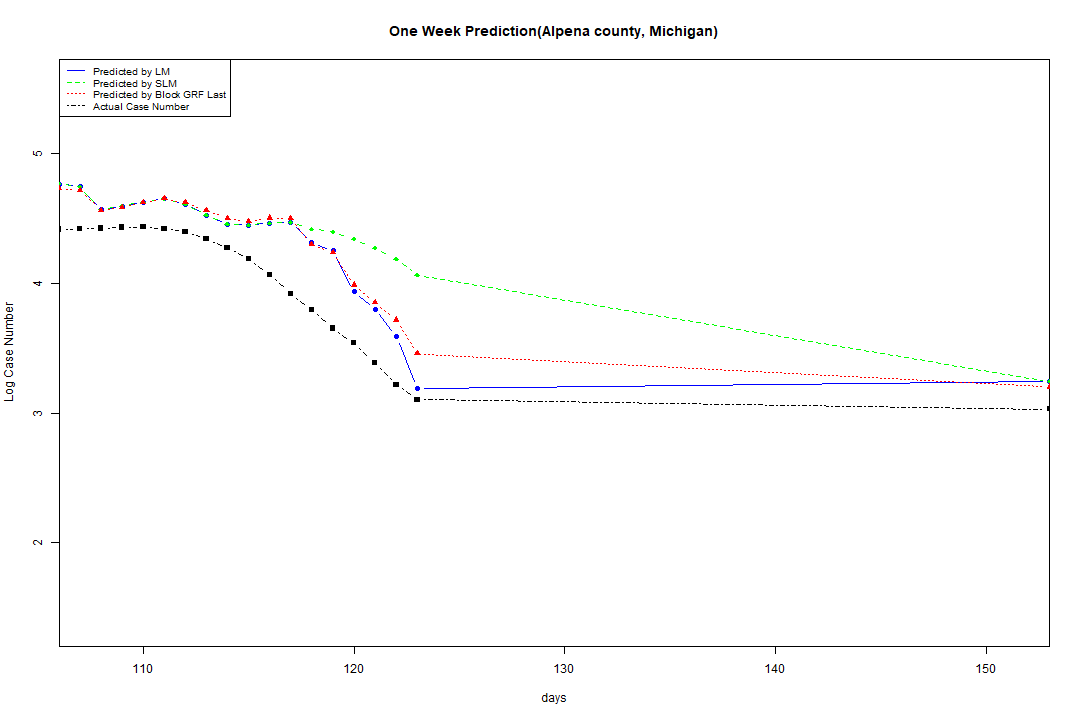 One Week Prediction(Alpena county, Michigan)
Predicted by LM
Predicted by SLM
Predicted by Block GRF Last
Actual Case Number
5
4
3
2
Log Case Number
110 120 130 140 150
days